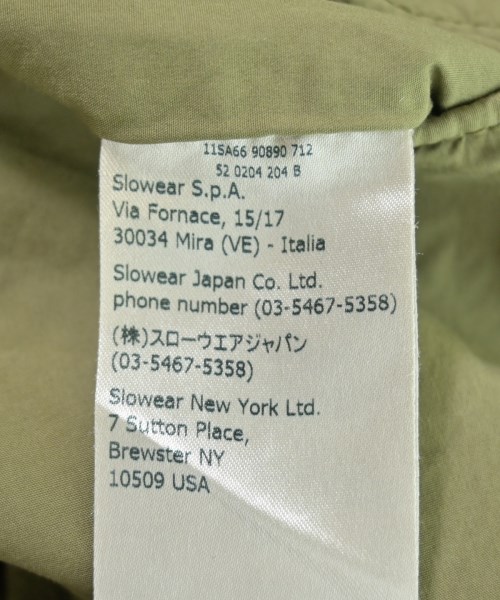 11SA66 90890 712
52 0204 204 B
Slowear S.p.A.
Via Fornace, 15/17
30034 Mira (VE) - Italia
Slowear Japan Co. Ltd.
phone number (03-5467-5358)
(株)スローウエアジャパン
(03-5467-5358)
Slowear New York Ltd.
7 Sutton Place,
Brewster NY
10509 USA